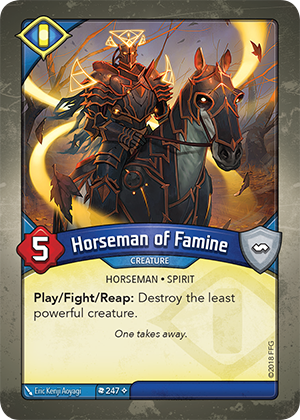 5
Horseman of Famine
CREATURE
HORSEMAN • SPIRIT
Play/Fight/Reap: Destroy the least
powerful creature.
One takes away.
©2018 FFG
Eric Kenji Aoyagi
247